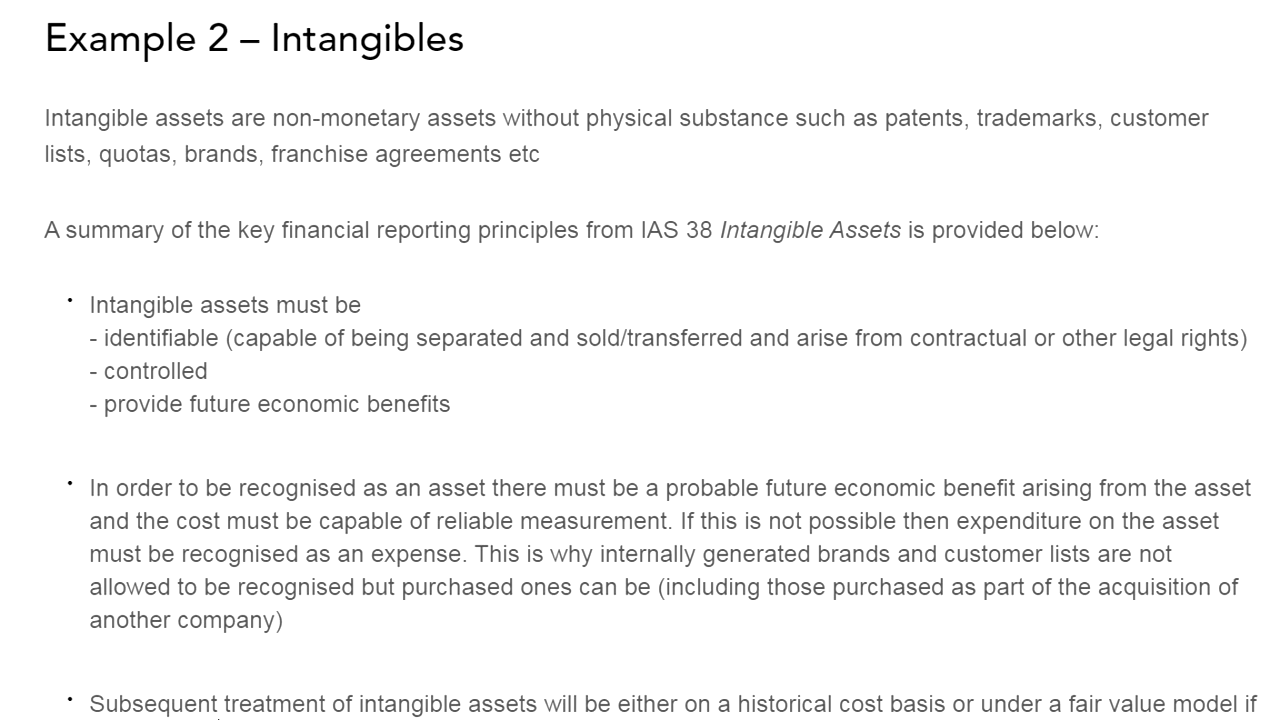 Example 2 – Intangibles
Intangible assets are non-monetary assets without physical substance such as patents, trademarks, customer
lists, quotas, brands, franchise agreements etc
A summary of the key financial reporting principles from IAS 38 Intangible Assets is provided below:
• Intangible assets must be
- identifiable (capable of being separated and sold/transferred and arise from contractual or other legal rights)
- controlled
- provide future economic benefits
• In order to be recognised as an asset there must be a probable future economic benefit arising from the asset
and the cost must be capable of reliable measurement. If this is not possible then expenditure on the asset
must be recognised as an expense. This is why internally generated brands and customer lists are not
allowed to be recognised but purchased ones can be (including those purchased as part of the acquisition of
another company)
• Subsequent treatment of intangible assets will be either on a historical cost basis or under a fair value model if